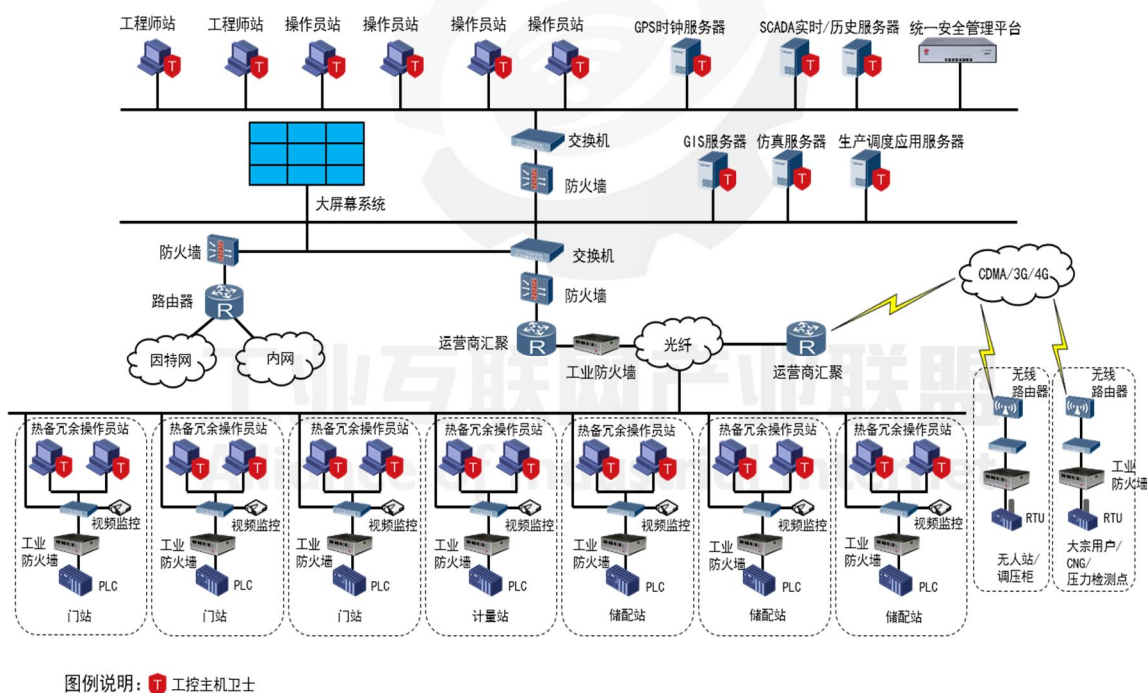 工程师站 工程师站 操作员站 操作员站 操作员站 操作员站 GPS时钟服务器 SCADA实时/历史服务器 统一安全管理平台
T T T T T T T T T
交换机
GIS服务器 仿真服务器 生产调度应用服务器
T T T
防火墙
大屏幕系统
防火墙
交换机
CDMA/3G/4G
防火墙
路由器
R
运营商汇聚
R
工业防火墙
光纤
R
运营商汇聚
因特网
内网
工业互联网产业联盟
Alliance of Industrial Internet
热备冗余操作员站 热备冗余操作员站 热备冗余操作员站 热备冗余操作员站 热备冗余操作员站 热备冗余操作员站 热备冗余操作员站
T T T T T T T T T T T T T T
视频监控 视频监控 视频监控 视频监控 视频监控 视频监控 视频监控
工业 工业 工业 工业 工业 工业 工业
防火墙 防火墙 防火墙 防火墙 防火墙 防火墙 防火墙
PLC PLC PLC PLC PLC PLC PLC
门站 门站 门站 计量站 储配站 储配站 储配站
无线
路由器
RTU
无人站/
调压柜
无线
路由器
工业
防火墙
RTU
大宗用户/
CNG/
压力检测点
图例说明： T 工控主机卫士